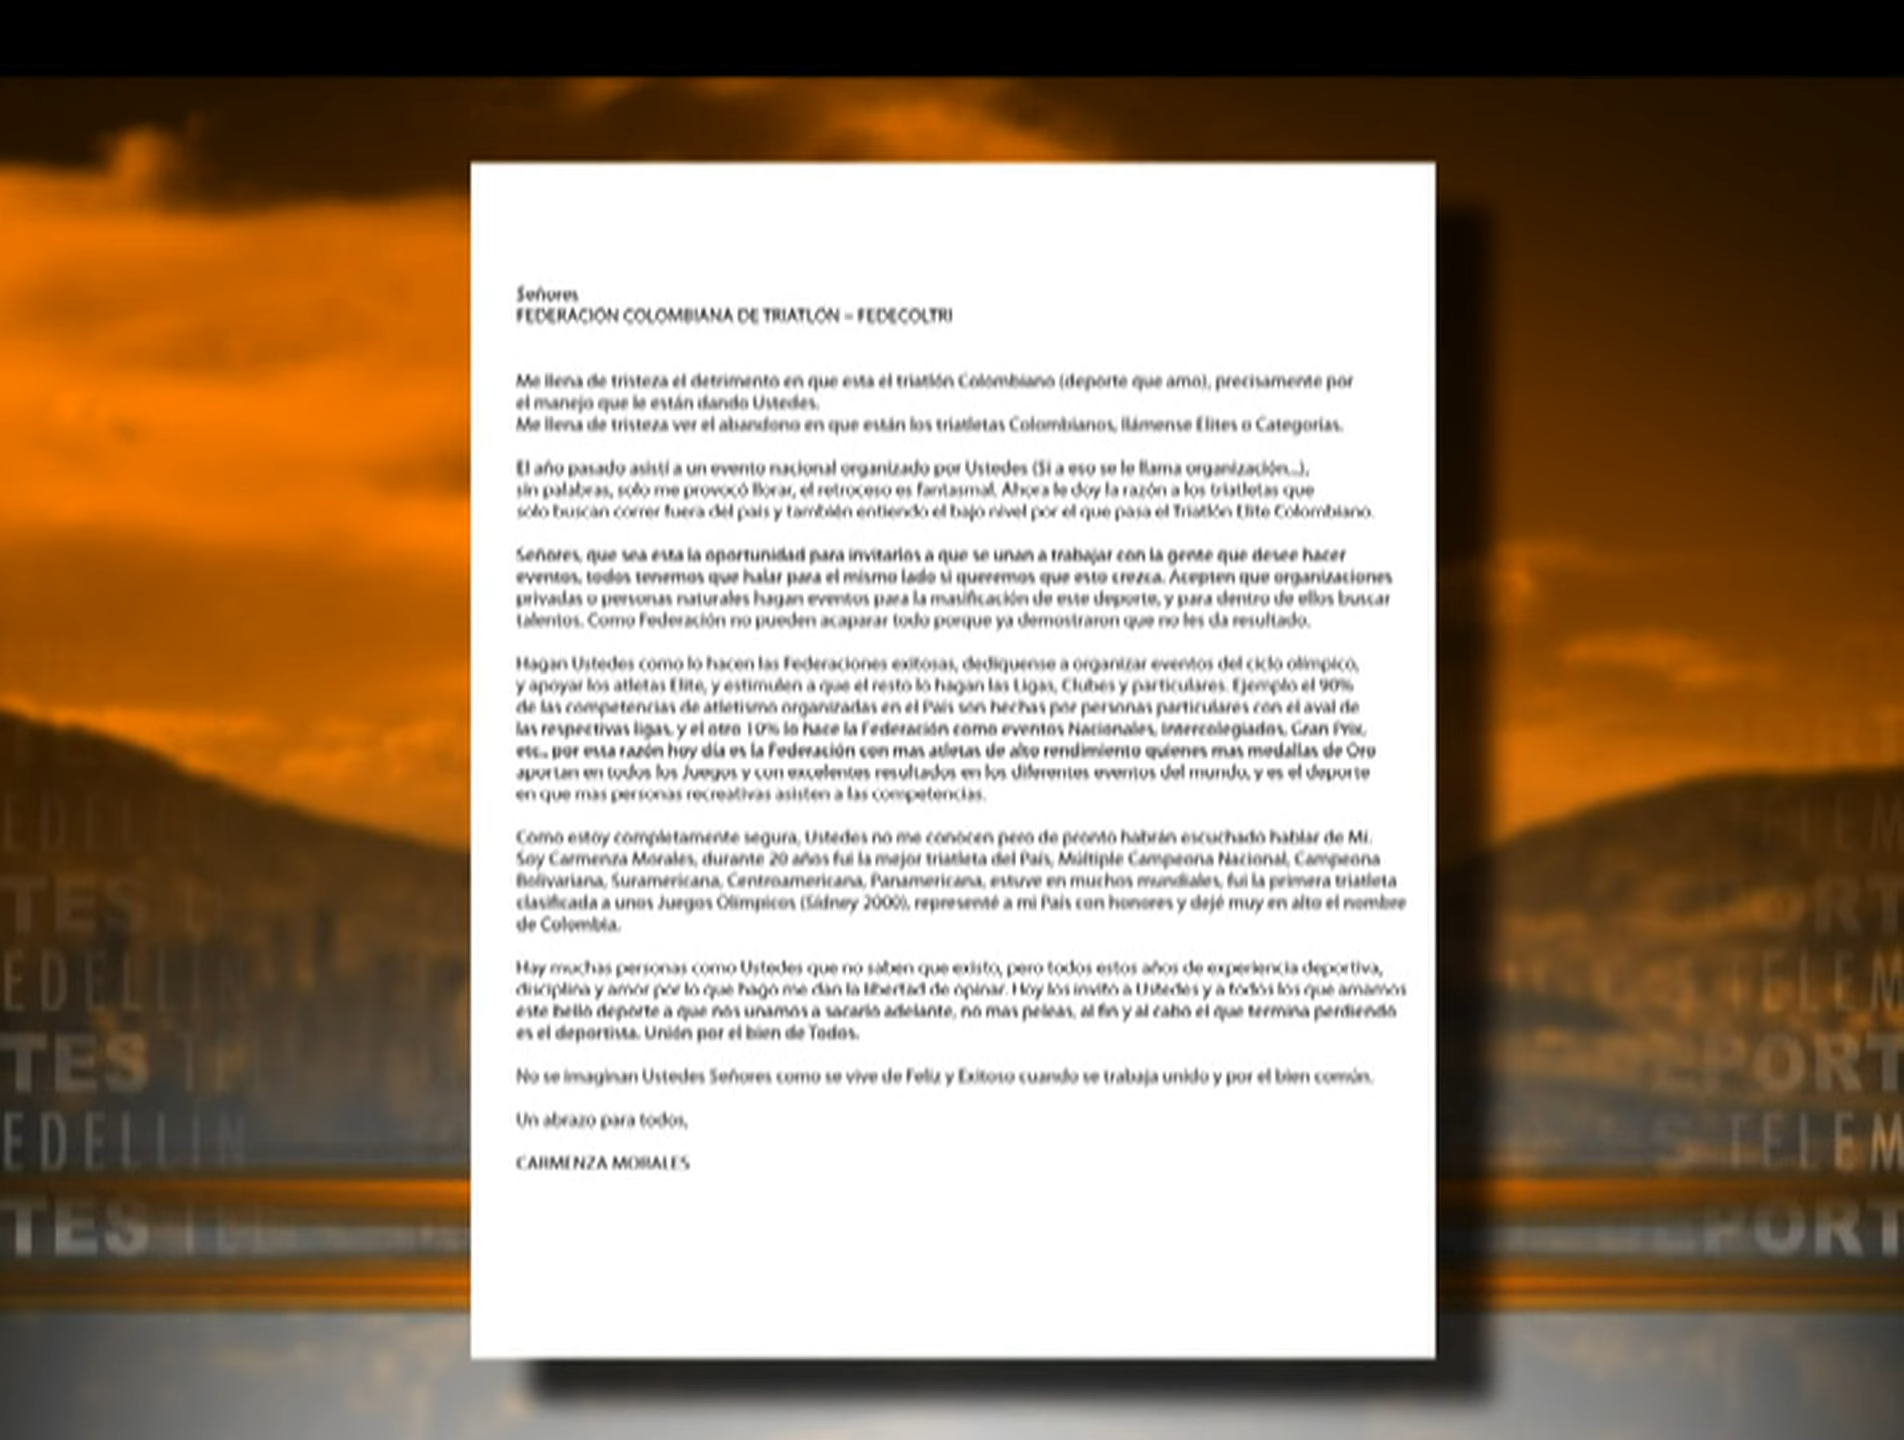 Señores
FEDERACIÓN COLOMBIANA DE TRIATLÓN – FEDECOLTRI
Me llena de tristeza el detrimento en que esta el triatlón Colombiano (deporte que amo), precisamente por
el manejo que le están dando Ustedes.
Me llena de tristeza ver el abandono en que están los triatletas Colombianos, llámense Elites o Categorías.
El año pasado asistí a un evento nacional organizado por Ustedes (Si a eso se le llama organización...),
sin palabras, solo me provocó llorar, el retroceso es fantasmal. Ahora le doy la razón a los triatletas que
solo buscan correr fuera del país y también entiendo el bajo nivel por el que pasa el Triatlón Elite Colombiano.
Señores, que sea esta la oportunidad para invitarlos a que se unan a trabajar con la gente que desee hacer
eventos, todos tenemos que halar para el mismo lado si queremos que esto crezca. Acepten que organizaciones
privadas o personas naturales hagan eventos para la masificación de este deporte, y para dentro de ellos buscar
talentos. Como Federación no pueden acaparar todo porque ya demostraron que no les da resultado.
Hagan Ustedes como lo hacen las Federaciones exitosas, dedíquense a organizar eventos del ciclo olímpico,
y apoyar los atletas Elite, y estimulen a que el resto lo hagan las Ligas, Clubes y particulares. Ejemplo el 90%
de las competencias de atletismo organizadas en el País son hechas por personas particulares con el aval de
las respectivas ligas, y el otro 10% lo hace la Federación como eventos Nacionales, Intercolegiados, Gran Prix,
etc., por esta razón hoy día es la Federación con mas atletas de alto rendimiento quienes mas medallas de Oro
aportan en todos los Juegos y con excelentes resultados en los diferentes eventos del mundo, y es el deporte
en que mas personas recreativas asisten a las competencias.
Como estoy completamente segura, Ustedes no me conocen pero de pronto habrán escuchado hablar de Mi.
Soy Carmenza Morales, durante 20 años fui la mejor triatleta del País, Múltiple Campeona Nacional, Campeona
Bolivariana, Suramericana, Centroamericana, Panamericana, estuve en muchos mundiales, fui la primera triatleta
clasificada a unos Juegos Olímpicos (Sídney 2000), representé a mi País con honores y dejé muy en alto el nombre
de Colombia.
Hay muchas personas como Ustedes que no saben que existo, pero todos estos años de experiencia deportiva,
disciplina y amor por lo que hago me dan la libertad de opinar. Hoy los invito a Ustedes y a todos los que amamos
este bello deporte a que nos unamos a sacarlo adelante, no mas peleas, al fin y al cabo el que termina perdiendo
es el deportista. Unión por el bien de Todos.
No se imaginan Ustedes Señores como se vive de Feliz y Exitoso cuando se trabaja unido y por el bien común.
Un abrazo para todos,
CARMENZA MORALES
TES
EDELLÍN
TES
EDELLÍN
TES
PORT
TELEM
PORT
S TELEM
PORT